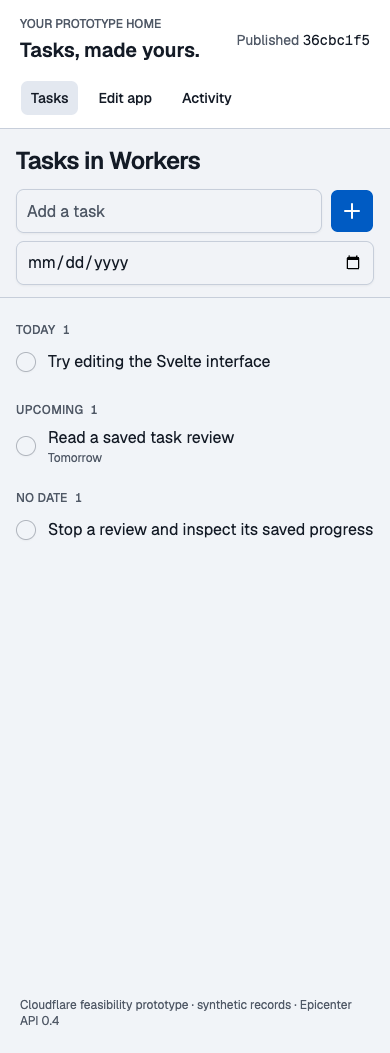 YOUR PROTOTYPE HOME
Tasks, made yours.
Published 36cbc1f5
Tasks Edit app Activity
Tasks in Workers
Add a task
mm/dd/yyyy
TODAY 1
Try editing the Svelte interface
UPCOMING 1
Read a saved task review
Tomorrow
NO DATE 1
Stop a review and inspect its saved progress
Cloudflare feasibility prototype · synthetic records · Epicenter
API 0.4